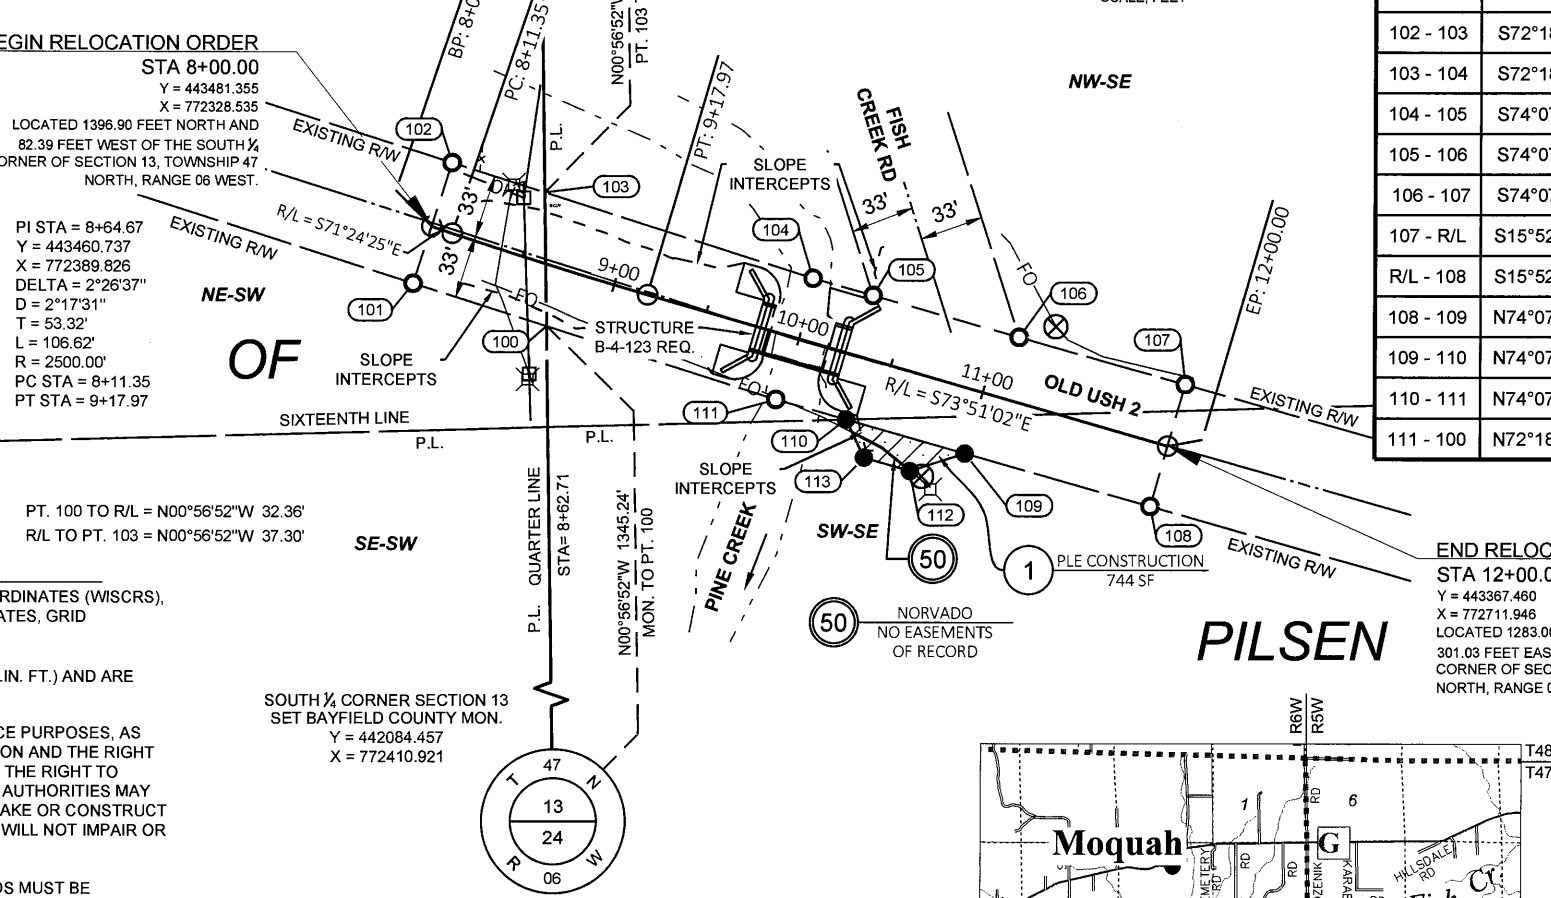 BEGIN RELOCATION ORDER
STA 8+00.00
Y = 443481.355
X = 772328.535
LOCATED 1396.90 FEET NORTH AND
82.39 FEET WEST OF THE SOUTH ¼
CORNER OF SECTION 13, TOWNSHIP 47
NORTH, RANGE 06 WEST.
PI STA = 8+64.67
Y = 443460.737
X = 772389.826
DELTA = 2°26'37"
D = 2°17'31"
T = 53.32'
L = 106.62'
R = 2500.00'
PC STA = 8+11.35
PT STA = 9+17.97
BP: 8+0
PC: 8+11.35
N00°56'52"W
PT. 103
P.L.
PT: 9+17.97
EXISTING R/W
EXISTING R/W
R/L = S71°24'25"E
33'
33'
102
103
101
100
NE-SW
OF
SLOPE
INTERCEPTS
SLOPE
INTERCEPTS
FO
9+00
STRUCTURE
B-4-123 REQ.
10+00
11+00
104
105
106
107
FISH
CREEK RD
33'
33'
NW-SE
FO
FO
EP: 12+00.00
OLD USH 2
R/L = S73°51'02"E
EXISTING R/W
EXISTING R/W
SIXTEENTH LINE
P.L.
P.L.
111
110
113
112
109
108
SLOPE
INTERCEPTS
PINE CREEK
SW-SE
50
1
PLE CONSTRUCTION
744 SF
50
NORVADO
NO EASEMENTS
OF RECORD
PT. 100 TO R/L = N00°56'52"W 32.36'
R/L TO PT. 103 = N00°56'52"W 37.30'
SE-SW
P.L. QUARTER LINE
STA= 8+62.71
N00°56'52"W 1345.24'
MON. TO PT. 100
PILSEN
END RELOC
STA 12+00.0
Y = 443367.460
X = 772711.946
LOCATED 1283.0
301.03 FEET EAS
CORNER OF SEC
NORTH, RANGE 0
102 - 103 S72°18
103 - 104 S72°18
104 - 105 S74°07
105 - 106 S74°07
106 - 107 S74°07
107 - R/L S15°52
R/L - 108 S15°52
108 - 109 N74°07
109 - 110 N74°07
110 - 111 N74°07
111 - 100 N72°18
RDINATES (WISCRS),
ATES, GRID
LIN. FT.) AND ARE
CE PURPOSES, AS
ON AND THE RIGHT
THE RIGHT TO
AUTHORITIES MAY
AKE OR CONSTRUCT
WILL NOT IMPAIR OR
DS MUST BE
SOUTH ¼ CORNER SECTION 13
SET BAYFIELD COUNTY MON.
Y = 442084.457
X = 772410.921
47
T N
13
24
R W
06
R6W
R5W
T48
T47
1
6
RD
Moquah
G
RD
RD
HILLSDALE
RD
Cr